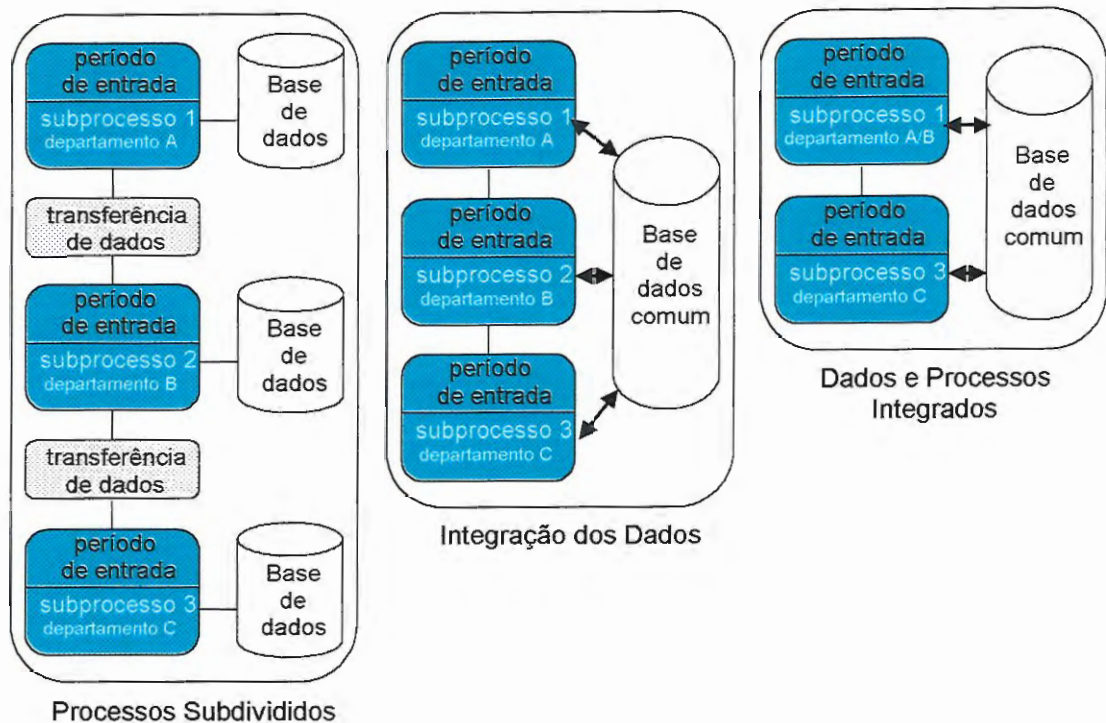 período
de entrada
subprocesso 1
departamento A
Base
de
dados
transferência
de dados
período
de entrada
subprocesso 2
departamento B
Base
de
dados
transferência
de dados
período
de entrada
subprocesso 3
departamento C
Base
de
dados
Processos Subdivididos
período
de entrada
subprocesso 1
departamento A
período
de entrada
subprocesso 2
departamento B
período
de entrada
subprocesso 3
departamento C
Base
de
dados
comum
Integração dos Dados
período
de entrada
subprocesso 1
departamento A/B
período
de entrada
subprocesso 3
departamento C
Base
de
dados
comum
Dados e Processos
Integrados